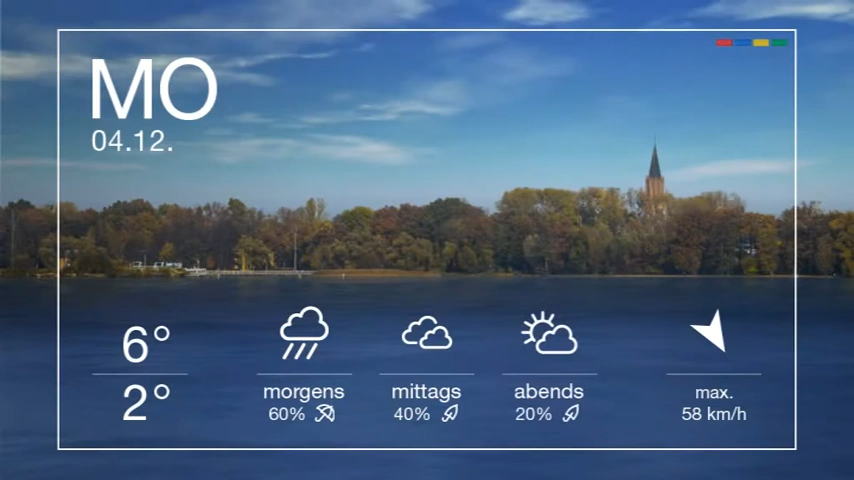 MO
04.12.
6°
2°
morgens
60%
mittags
40%
abends
20%
max.
58 km/h